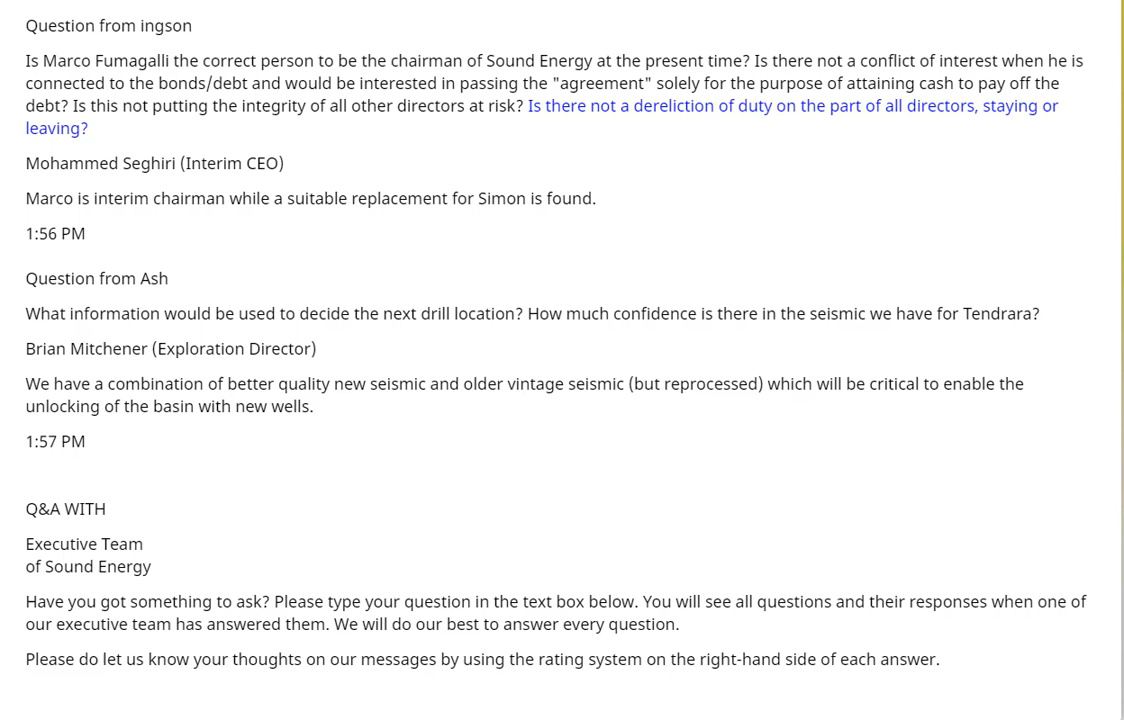 Question from ingson
Is Marco Fumagalli the correct person to be the chairman of Sound Energy at the present time? Is there not a conflict of interest when he is
connected to the bonds/debt and would be interested in passing the "agreement" solely for the purpose of attaining cash to pay off the
debt? Is this not putting the integrity of all other directors at risk? Is there not a dereliction of duty on the part of all directors, staying or
leaving?
Mohammed Seghiri (Interim CEO)
Marco is interim chairman while a suitable replacement for Simon is found.
1:56 PM
Question from Ash
What information would be used to decide the next drill location? How much confidence is there in the seismic we have for Tendrara?
Brian Mitchener (Exploration Director)
We have a combination of better quality new seismic and older vintage seismic (but reprocessed) which will be critical to enable the
unlocking of the basin with new wells.
1:57 PM
Q&A WITH
Executive Team
of Sound Energy
Have you got something to ask? Please type your question in the text box below. You will see all questions and their responses when one of
our executive team has answered them. We will do our best to answer every question.
Please do let us know your thoughts on our messages by using the rating system on the right-hand side of each answer.